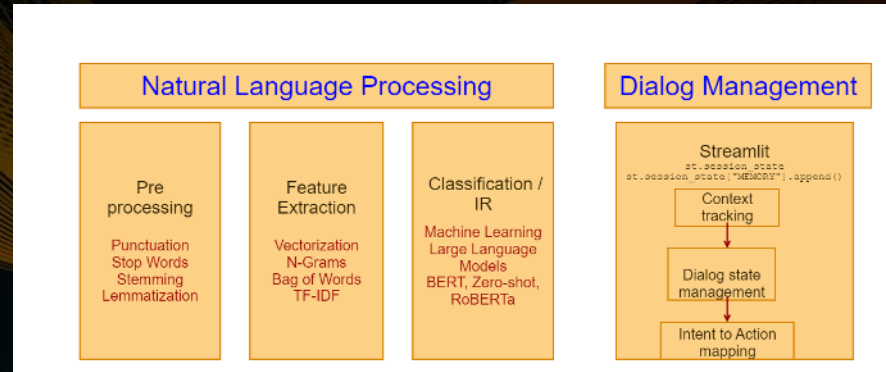 Natural Language Processing
Dialog Management
Pre
processing
Punctuation
Stop Words
Stemming
Lemmatization
Feature
Extraction
Vectorization
N-Grams
Bag of Words
TF-IDF
Classification /
IR
Machine Learning
Large Language
Models
BERT, Zero-shot,
RoBERTa
Streamlit
st.session_state
st.session_state["MEMORY"].append()
Context
tracking
Dialog state
management
Intent to Action
mapping